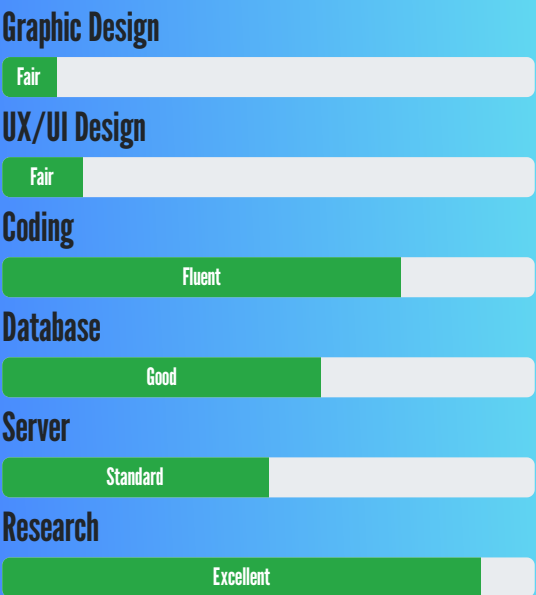 Graphic Design
Fair
UX/UI Design
Fair
Coding
Fluent
Database
Good
Server
Standard
Research
Excellent